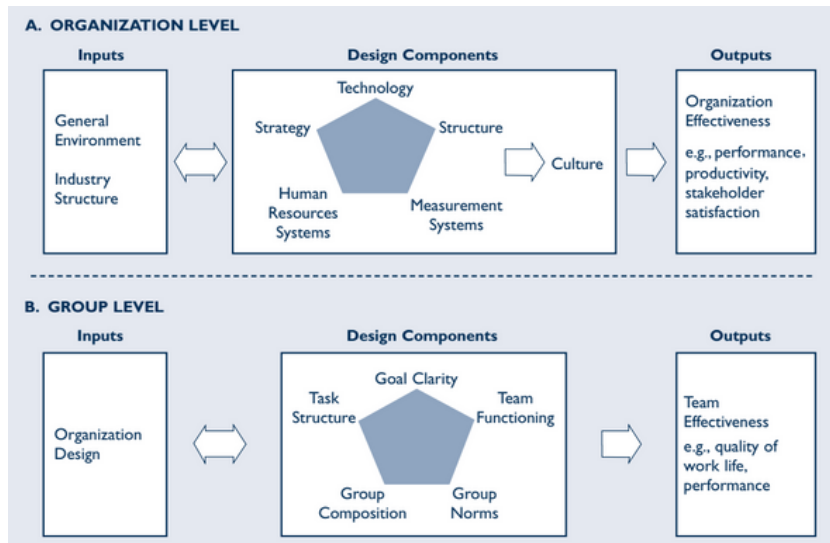 A. ORGANIZATION LEVEL
Inputs
Design Components
Outputs
General
Environment
Industry
Structure
Technology
Strategy
Structure
Human
Resources
Systems
Measurement
Systems
Culture
Organization
Effectiveness
e.g., performance,
productivity,
stakeholder
satisfaction
B. GROUP LEVEL
Inputs
Design Components
Outputs
Organization
Design
Goal Clarity
Task
Structure
Team
Functioning
Group
Composition
Group
Norms
Team
Effectiveness
e.g., quality of
work life,
performance